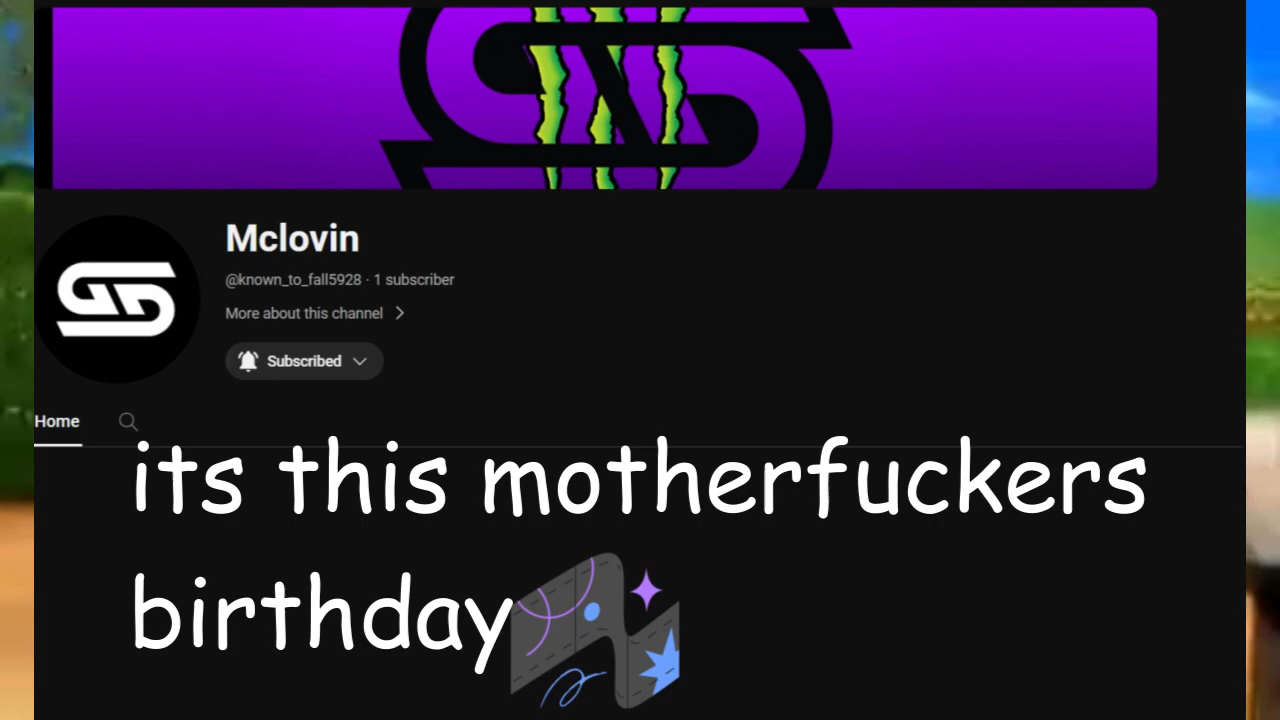 Mclovin
@known_to_fall5928 · 1 subscriber
More about this channel
Subscribed
Home
its this motherfuckers
birthday